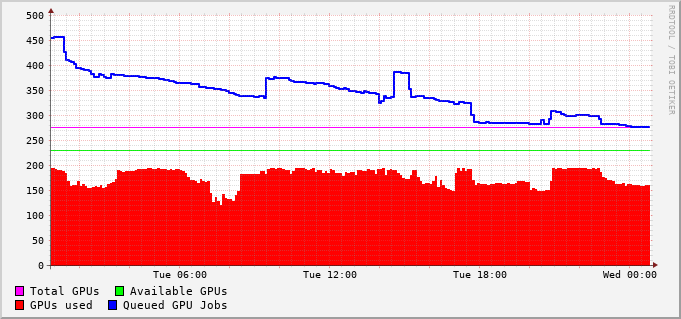 500
450
400
350
300
250
200
150
100
50
0
Tue 06:00 Tue 12:00 Tue 18:00 Wed 00:00
Total GPUs Available GPUs
GPUs used Queued GPU Jobs
RRDTOOL / TOBI OETIKER